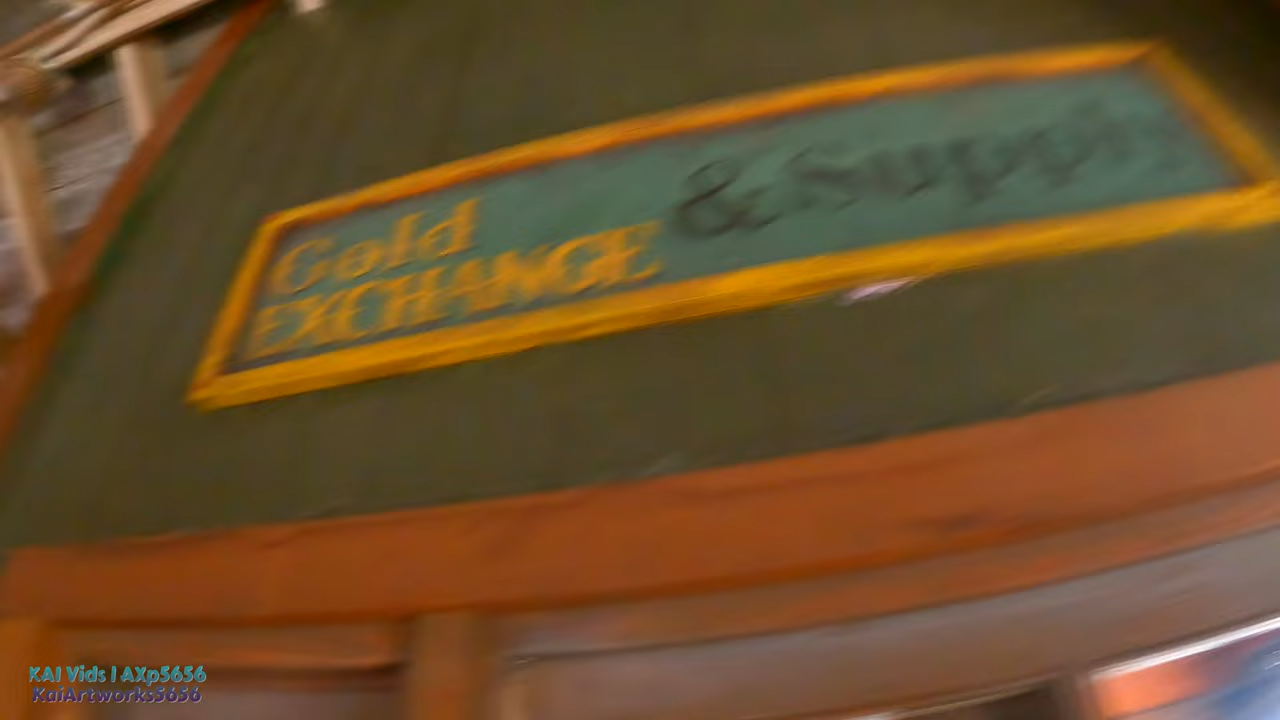 Gold
EXCHANGE
& Supply
KAI Vids | AXp5656
KaiArtworks5656